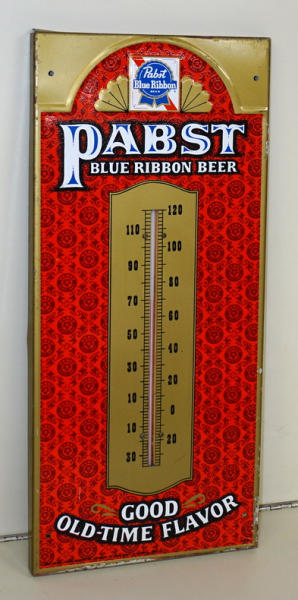 Pabst
Blue Ribbon
BEER
PABST
BLUE RIBBON BEER
120
110
100
90
80
70
60
50
40
30
20
10
0
10
20
30
GOOD
OLD-TIME FLAVOR